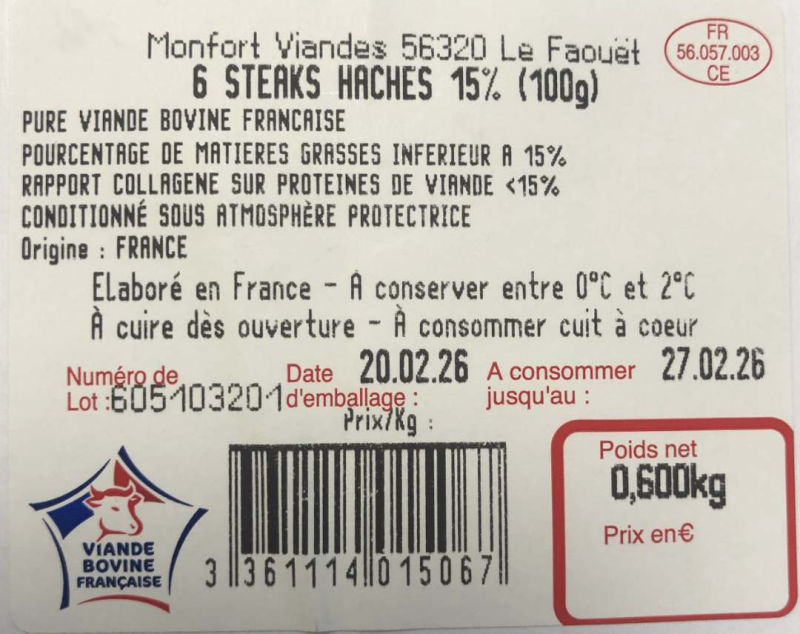 Monfort Viandes 56320 Le Faouët
FR
56.057.003
CE
6 STEAKS HACHES 15% (100g)
PURE VIANDE BOVINE FRANCAISE
POURCENTAGE DE MATIERES GRASSES INFERIEUR A 15%
RAPPORT COLLAGENE SUR PROTEINES DE VIANDE <15%
CONDITIONNÉ SOUS ATMOSPHÈRE PROTECTRICE
Origine : FRANCE
Elaboré en France - A conserver entre 0°C et 2°C
À cuire dès ouverture - À consommer cuit à coeur
Numéro de Lot :605103201
Date d'emballage : 20.02.26
A consommer jusqu'au : 27.02.26
Prix/Kg :
Poids net
0,600kg
Prix en€
VIANDE
BOVINE
FRANÇAISE
3 361114 015067